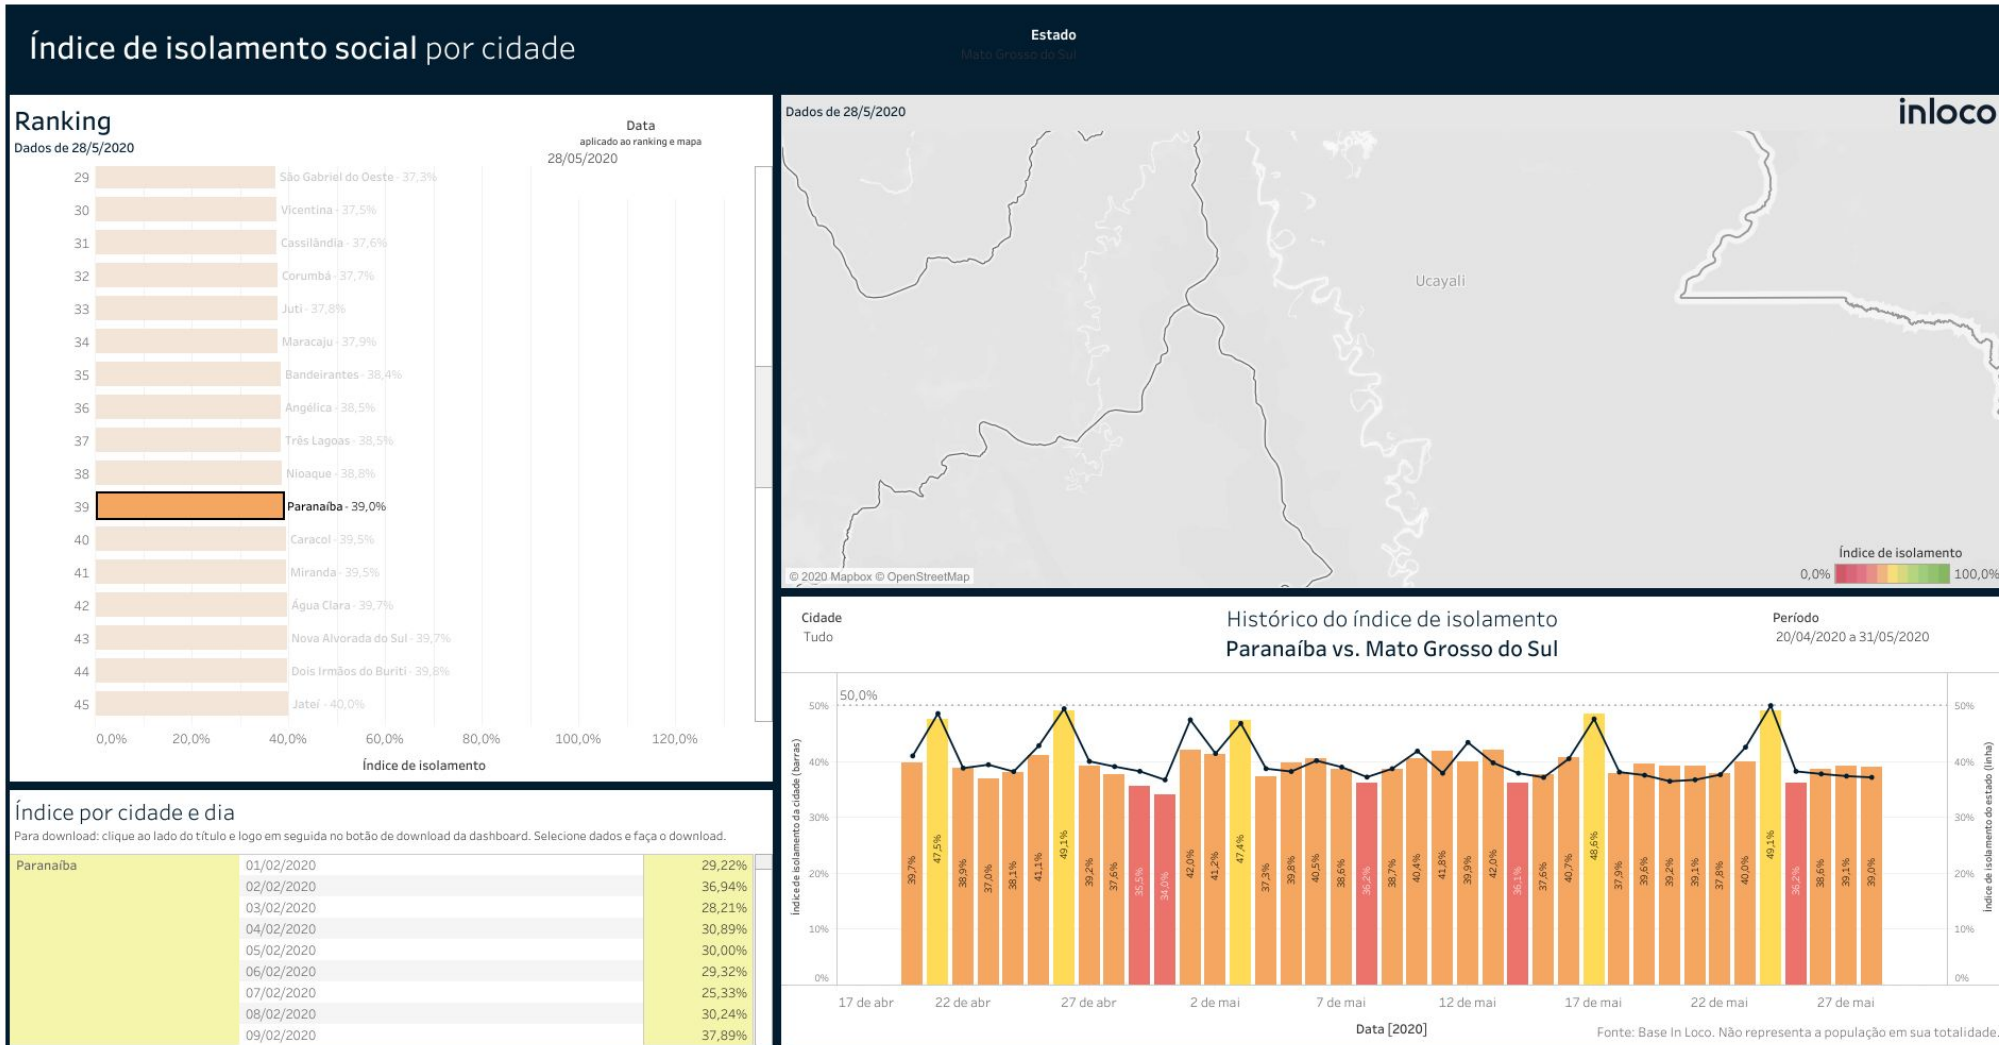 Índice de isolamento social por cidade
Estado
Mato Grosso do Sul
Ranking
Dados de 28/5/2020
Data
aplicado ao ranking e mapa
28/05/2020
29 São Gabriel do Oeste - 37,3%
30 Vicentina - 37,5%
31 Cassilândia - 37,6%
32 Corumbá - 37,7%
33 Juti - 37,8%
34 Maracaju - 37,9%
35 Bandeirantes - 38,4%
36 Angélica - 38,5%
37 Três Lagoas - 38,5%
38 Nioaque - 38,8%
39 Paranaíba - 39,0%
40 Caracol - 39,5%
41 Miranda - 39,5%
42 Água Clara - 39,7%
43 Nova Alvorada do Sul - 39,7%
44 Dois Irmãos do Buriti - 39,8%
45 Jateí - 40,0%
0,0% 20,0% 40,0% 60,0% 80,0% 100,0% 120,0%
Índice de isolamento
Índice por cidade e dia
Para download: clique ao lado do título e logo em seguida no botão de download da dashboard. Selecione dados e faça o download.
Paranaíba 01/02/2020 29,22%
02/02/2020 36,94%
03/02/2020 28,21%
04/02/2020 30,89%
05/02/2020 30,00%
06/02/2020 29,32%
07/02/2020 25,33%
08/02/2020 30,24%
09/02/2020 37,89%
Dados de 28/5/2020
inloco
Ucayali
© 2020 Mapbox © OpenStreetMap
Índice de isolamento
0,0% 100,0%
Cidade
Tudo
Histórico do índice de isolamento
Paranaíba vs. Mato Grosso do Sul
Período
20/04/2020 a 31/05/2020
50,0%
Índice de isolamento da cidade (barras)
50%
40%
30%
20%
10%
0%
39,7% 47,5% 38,9% 37,0% 38,1% 41,1% 49,1% 39,2% 37,6% 35,5% 34,0% 42,0% 41,2% 47,4% 37,3% 39,8% 40,5% 38,6% 36,2% 38,7% 40,4% 41,8% 39,9% 42,0% 36,1% 37,6% 40,7% 48,6% 37,9% 39,6% 39,2% 39,1% 37,8% 40,0% 49,1% 36,2% 38,6% 39,1% 39,0%
50%
40%
30%
20%
10%
0%
Índice de isolamento do estado (linha)
17 de abr 22 de abr 27 de abr 2 de mai 7 de mai 12 de mai 17 de mai 22 de mai 27 de mai
Data [2020]
Fonte: Base In Loco. Não representa a população em sua totalidade.